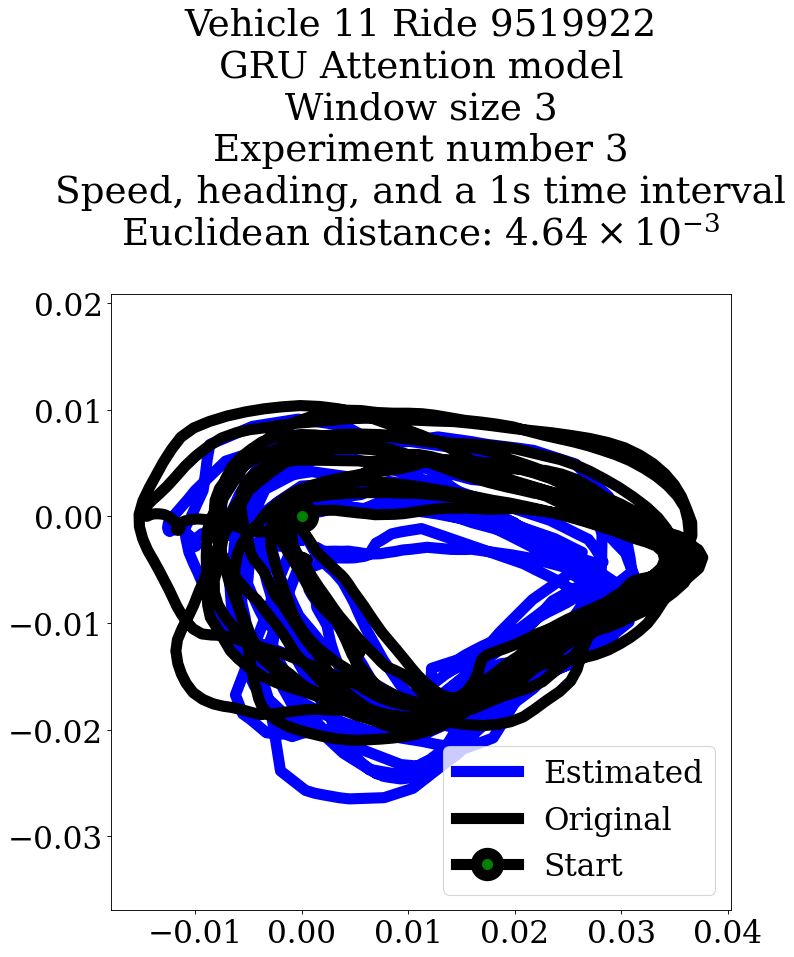 Vehicle 11 Ride 9519922
GRU Attention model
Window size 3
Experiment number 3
Speed, heading, and a 1s time interval
Euclidean distance: 4.64 × 10⁻³
0.02
0.01
0.00
−0.01
−0.02
−0.03
Estimated
Original
Start
−0.01 0.00 0.01 0.02 0.03 0.04